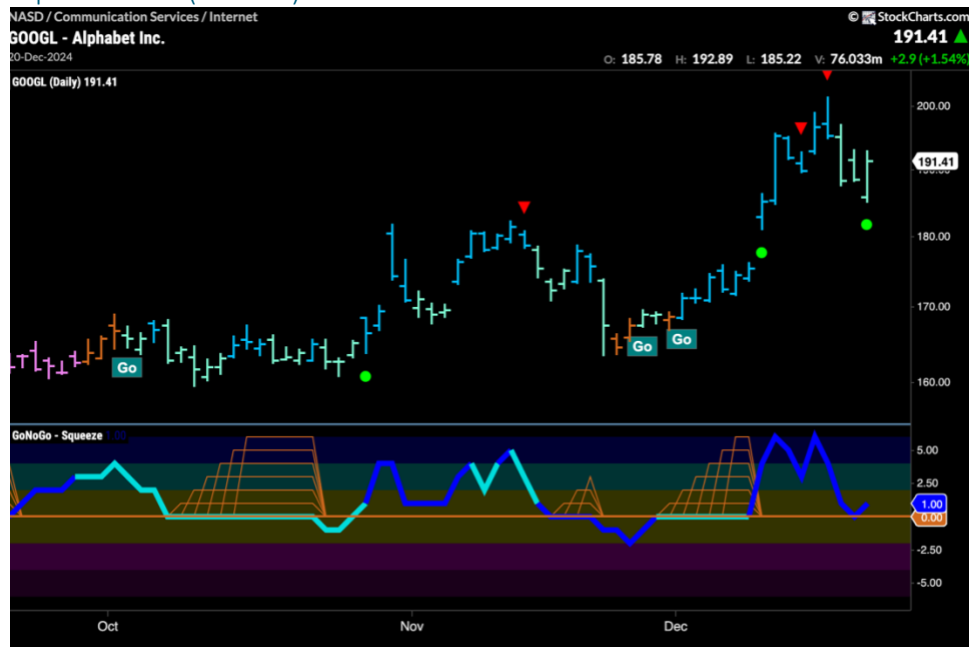 NASD / Communication Services / Internet
© StockCharts.com
GOOGL - Alphabet Inc.
191.41
20-Dec-2024
O: 185.78 H: 192.89 L: 185.22 V: 76.033m +2.9 (+1.54%)
GOOGL (Daily) 191.41
200.00
191.41
180.00
170.00
160.00
Go
Go
Go
GoNoGo - Squeeze 1.00
5.00
2.50
1.00
0.00
-2.50
-5.00
Oct
Nov
Dec